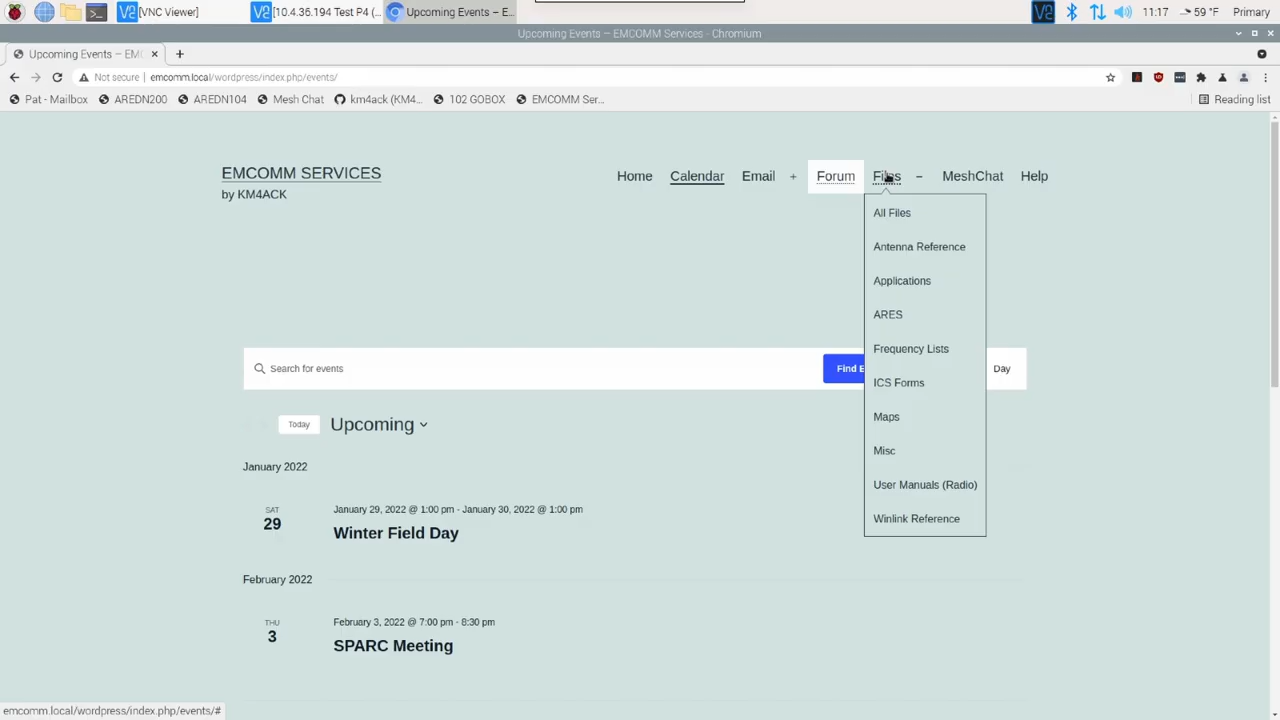 [VNC Viewer]
[10.4.36.194 Test P4 (...
Upcoming Events – E...
11:17
59 °F
Primary
Upcoming Events – EMCOMM Services - Chromium
Upcoming Events – EMC
Not secure
emcomm.local/wordpress/index.php/events/
Pat - Mailbox
AREDN200
AREDN104
Mesh Chat
km4ack (KM4...
102 GOBOX
EMCOMM Ser...
Reading list
EMCOMM SERVICES
by KM4ACK
Home
Calendar
Email +
Forum
Files –
MeshChat
Help
All Files
Antenna Reference
Applications
ARES
Frequency Lists
ICS Forms
Maps
Misc
User Manuals (Radio)
Winlink Reference
Search for events
Find E
Day
Today
Upcoming
January 2022
SAT
29
January 29, 2022 @ 1:00 pm - January 30, 2022 @ 1:00 pm
Winter Field Day
February 2022
THU
3
February 3, 2022 @ 7:00 pm - 8:30 pm
SPARC Meeting
emcomm.local/wordpress/index.php/events/#